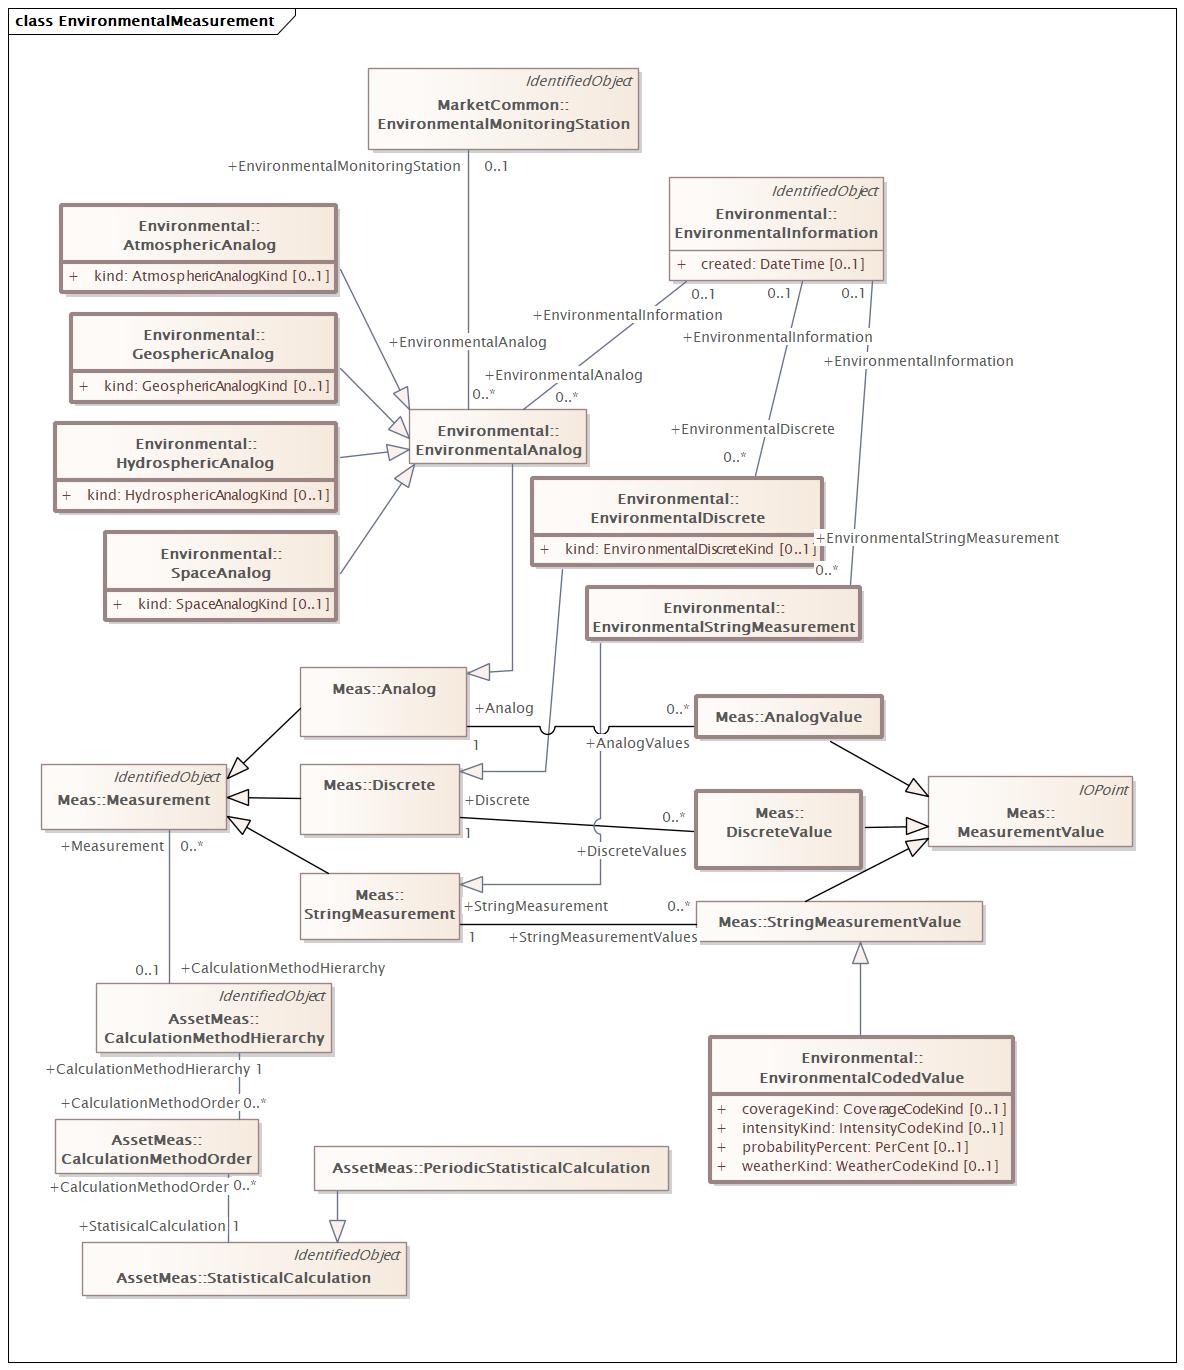 class EnvironmentalMeasurement
IdentifiedObject
MarketCommon::
EnvironmentalMonitoringStation
+EnvironmentalMonitoringStation
0..1
IdentifiedObject
Environmental::
EnvironmentalInformation
+ created: DateTime [0..1]
Environmental::
AtmosphericAnalog
+ kind: AtmosphericAnalogKind [0..1]
0..1
0..1
0..1
+EnvironmentalInformation
+EnvironmentalInformation
+EnvironmentalInformation
Environmental::
GeosphericAnalog
+ kind: GeosphericAnalogKind [0..1]
+EnvironmentalAnalog
+EnvironmentalAnalog
0..*
0..*
Environmental::
HydrosphericAnalog
+ kind: HydrosphericAnalogKind [0..1]
Environmental::
EnvironmentalAnalog
+EnvironmentalDiscrete
0..*
Environmental::
EnvironmentalDiscrete
+ kind: EnvironmentalDiscreteKind [0..1]
+EnvironmentalStringMeasurement
0..*
Environmental::
SpaceAnalog
+ kind: SpaceAnalogKind [0..1]
Environmental::
EnvironmentalStringMeasurement
Meas::Analog
+Analog
1
0..*
+AnalogValues
Meas::AnalogValue
IdentifiedObject
Meas::Measurement
Meas::Discrete
+Discrete
1
0..*
+DiscreteValues
Meas::
DiscreteValue
IOPoint
Meas::
MeasurementValue
+Measurement
0..*
Meas::
StringMeasurement
+StringMeasurement
1
0..*
+StringMeasurementValues
Meas::StringMeasurementValue
0..1
+CalculationMethodHierarchy
IdentifiedObject
AssetMeas::
CalculationMethodHierarchy
+CalculationMethodHierarchy 1
+CalculationMethodOrder 0..*
AssetMeas::
CalculationMethodOrder
+CalculationMethodOrder 0..*
+StatisicalCalculation 1
Environmental::
EnvironmentalCodedValue
+ coverageKind: CoverageCodeKind [0..1]
+ intensityKind: IntensityCodeKind [0..1]
+ probabilityPercent: PerCent [0..1]
+ weatherKind: WeatherCodeKind [0..1]
AssetMeas::PeriodicStatisticalCalculation
IdentifiedObject
AssetMeas::StatisticalCalculation